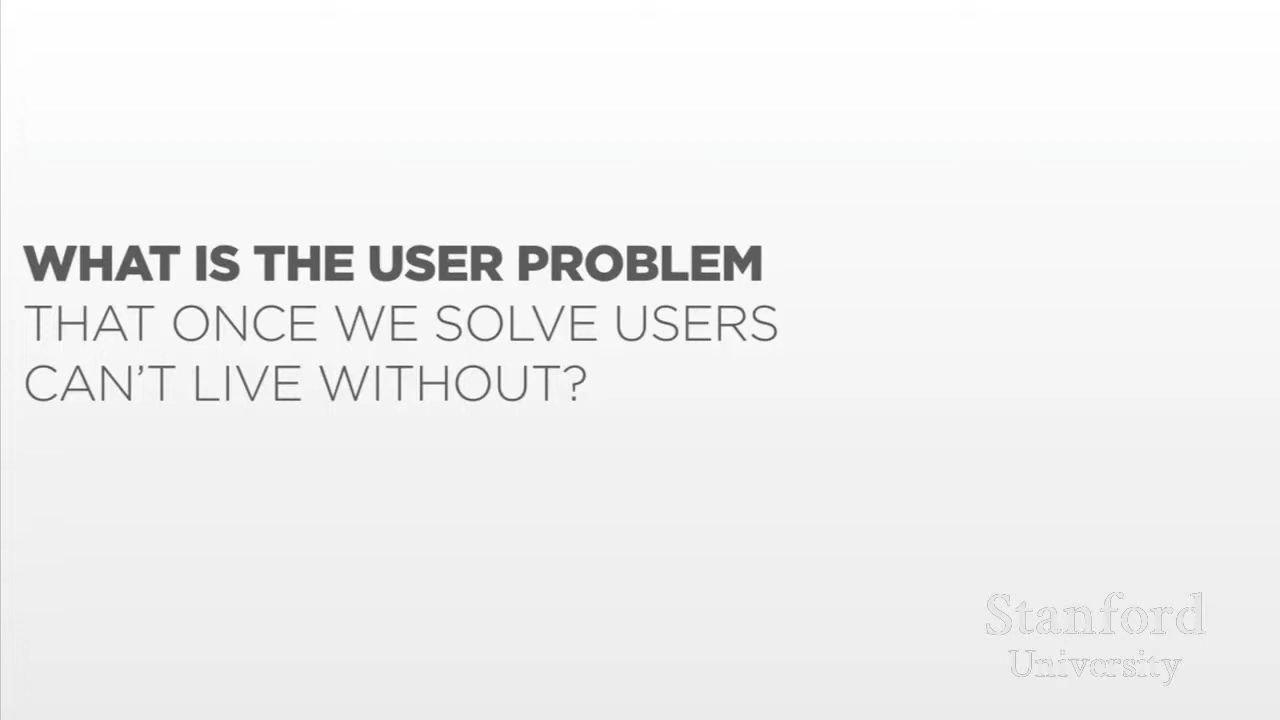 WHAT IS THE USER PROBLEM
THAT ONCE WE SOLVE USERS
CAN’T LIVE WITHOUT?
Stanford
University